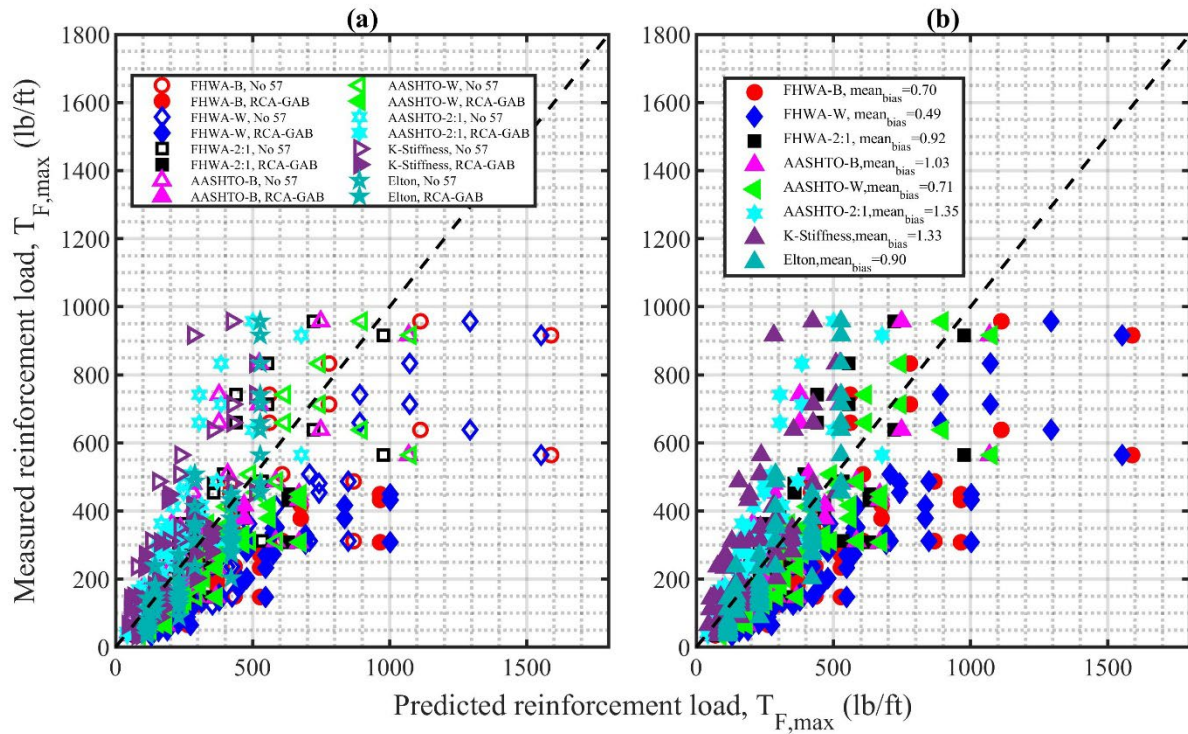 (a)
(b)
Measured reinforcement load, T_F,max (lb/ft)
1800
1600
1400
1200
1000
800
600
400
200
0
FHWA-B, No 57
FHWA-B, RCA-GAB
FHWA-W, No 57
FHWA-W, RCA-GAB
FHWA-2:1, No 57
FHWA-2:1, RCA-GAB
AASHTO-B, No 57
AASHTO-B, RCA-GAB
AASHTO-W, No 57
AASHTO-W, RCA-GAB
AASHTO-2:1, No 57
AASHTO-2:1, RCA-GAB
K-Stiffness, No 57
K-Stiffness, RCA-GAB
Elton, No 57
Elton, RCA-GAB
0 500 1000 1500
1800
1600
1400
1200
1000
800
600
400
200
0
FHWA-B, mean_bias=0.70
FHWA-W, mean_bias=0.49
FHWA-2:1, mean_bias=0.92
AASHTO-B,mean_bias=1.03
AASHTO-W,mean_bias=0.71
AASHTO-2:1,mean_bias=1.35
K-Stiffness,mean_bias=1.33
Elton,mean_bias=0.90
0 500 1000 1500
Predicted reinforcement load, T_F,max (lb/ft)